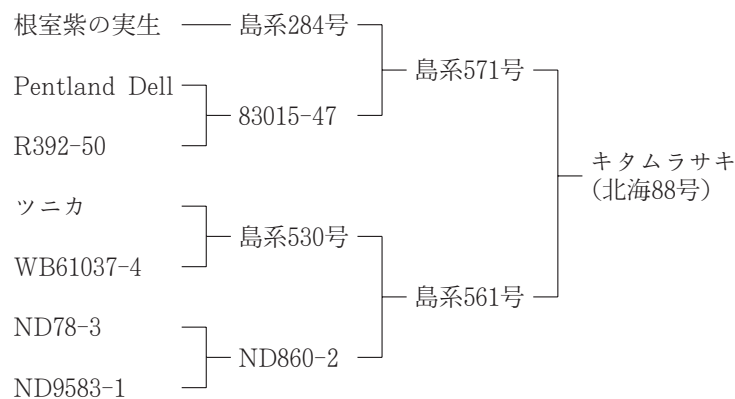 根室紫の実生
島系284号
Pentland Dell
83015-47
R392-50
島系571号
ツニカ
島系530号
WB61037-4
ND78-3
ND860-2
ND9583-1
島系561号
キタムラサキ
(北海88号)